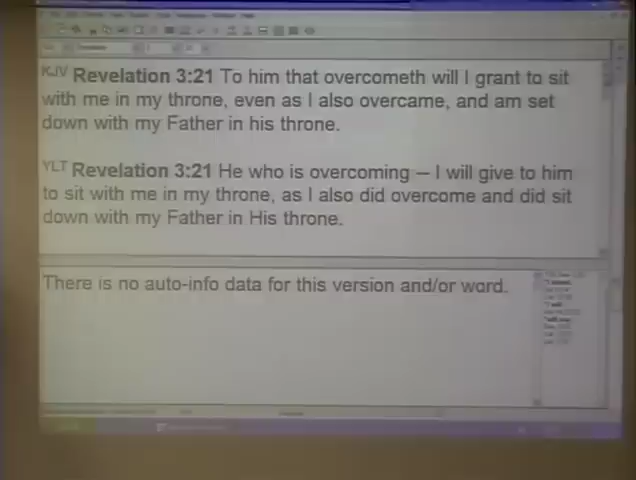 KJV Revelation 3:21 To him that overcometh will I grant to sit
with me in my throne, even as I also overcame, and am set
down with my Father in his throne.
YLT Revelation 3:21 He who is overcoming – I will give to him
to sit with me in my throne, as I also did overcome and did sit
down with my Father in His throne.
There is no auto-info data for this version and/or word.